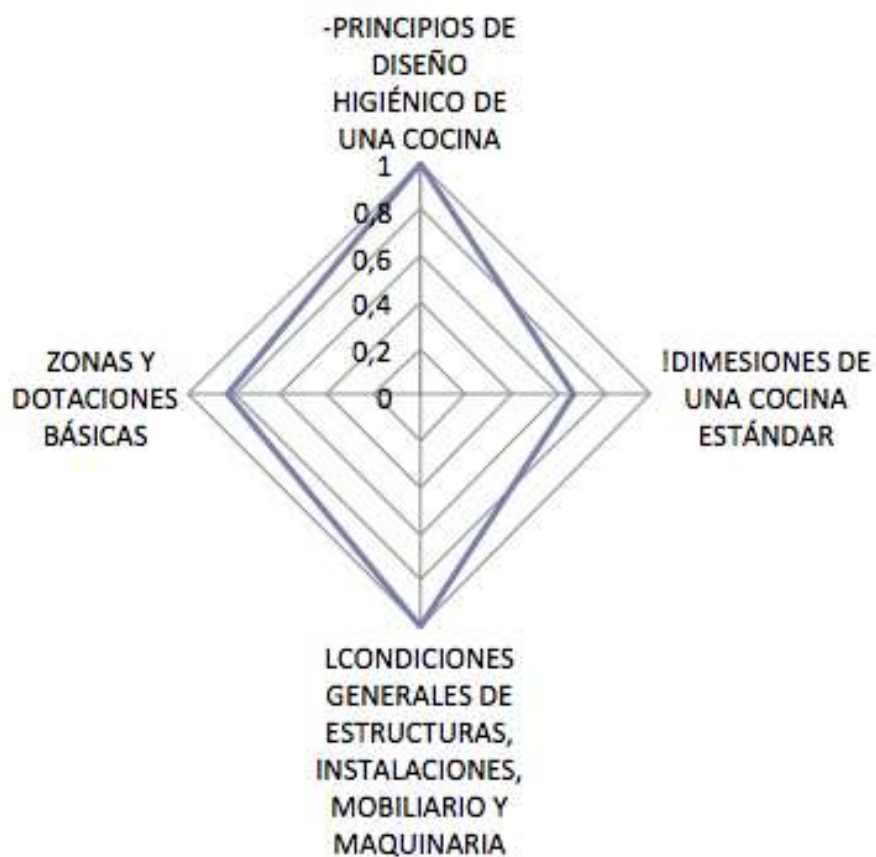 -PRINCIPIOS DE
DISEÑO
HIGIÉNICO DE
UNA COCINA
1
0,8
0,6
0,4
0,2
0
ZONAS Y
DOTACIONES
BÁSICAS
!DIMESIONES DE
UNA COCINA
ESTÁNDAR
LCONDICIONES
GENERALES DE
ESTRUCTURAS,
INSTALACIONES,
MOBILIARIO Y
MAQUINARIA